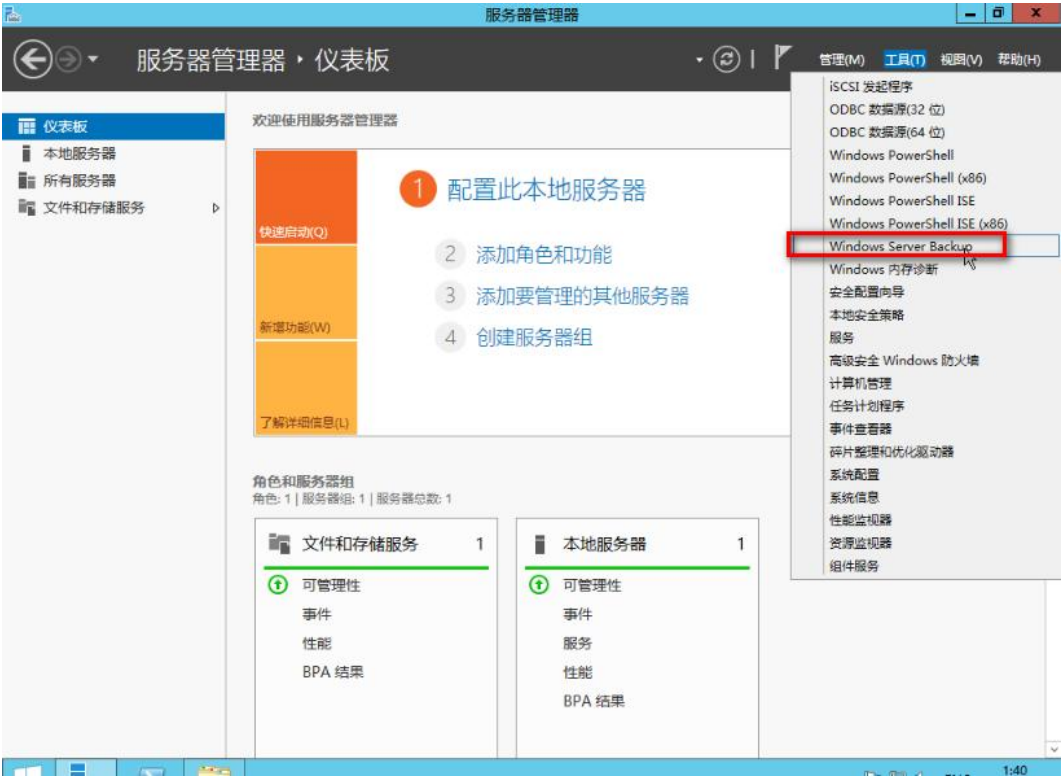 服务器管理器
服务器管理器 ‣ 仪表板
管理(M) 工具(T) 视图(V) 帮助(H)
仪表板
本地服务器
所有服务器
文件和存储服务
欢迎使用服务器管理器
快速启动(Q)
新增功能(W)
了解详细信息(L)
1 配置此本地服务器
2 添加角色和功能
3 添加要管理的其他服务器
4 创建服务器组
角色和服务器组
角色: 1 | 服务器组: 1 | 服务器总数: 1
文件和存储服务 1
可管理性
事件
性能
BPA 结果
本地服务器 1
可管理性
事件
服务
性能
BPA 结果
iSCSI 发起程序
ODBC 数据源(32 位)
ODBC 数据源(64 位)
Windows PowerShell
Windows PowerShell (x86)
Windows PowerShell ISE
Windows PowerShell ISE (x86)
Windows Server Backup
Windows 内存诊断
安全配置向导
本地安全策略
服务
高级安全 Windows 防火墙
计算机管理
任务计划程序
事件查看器
碎片整理和优化驱动器
系统配置
系统信息
性能监视器
资源监视器
组件服务
1:40